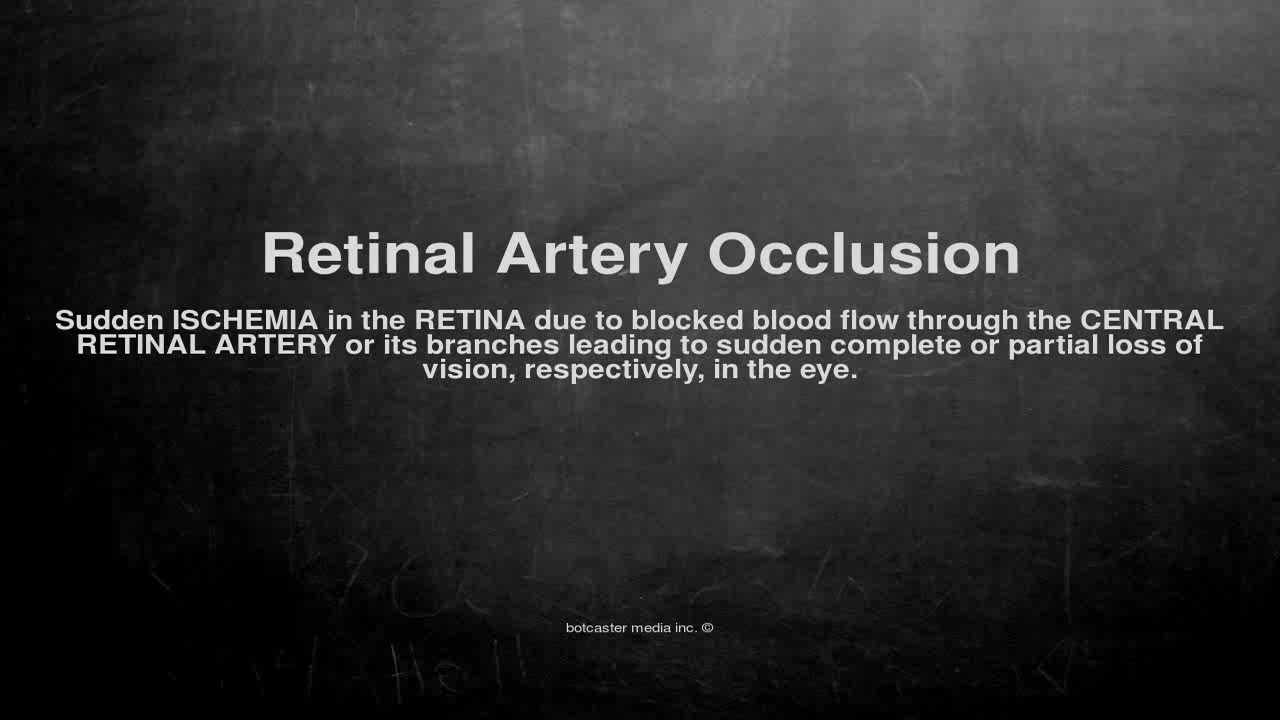 Retinal Artery Occlusion
Sudden ISCHEMIA in the RETINA due to blocked blood flow through the CENTRAL
RETINAL ARTERY or its branches leading to sudden complete or partial loss of
vision, respectively, in the eye.
botcaster media inc. ©